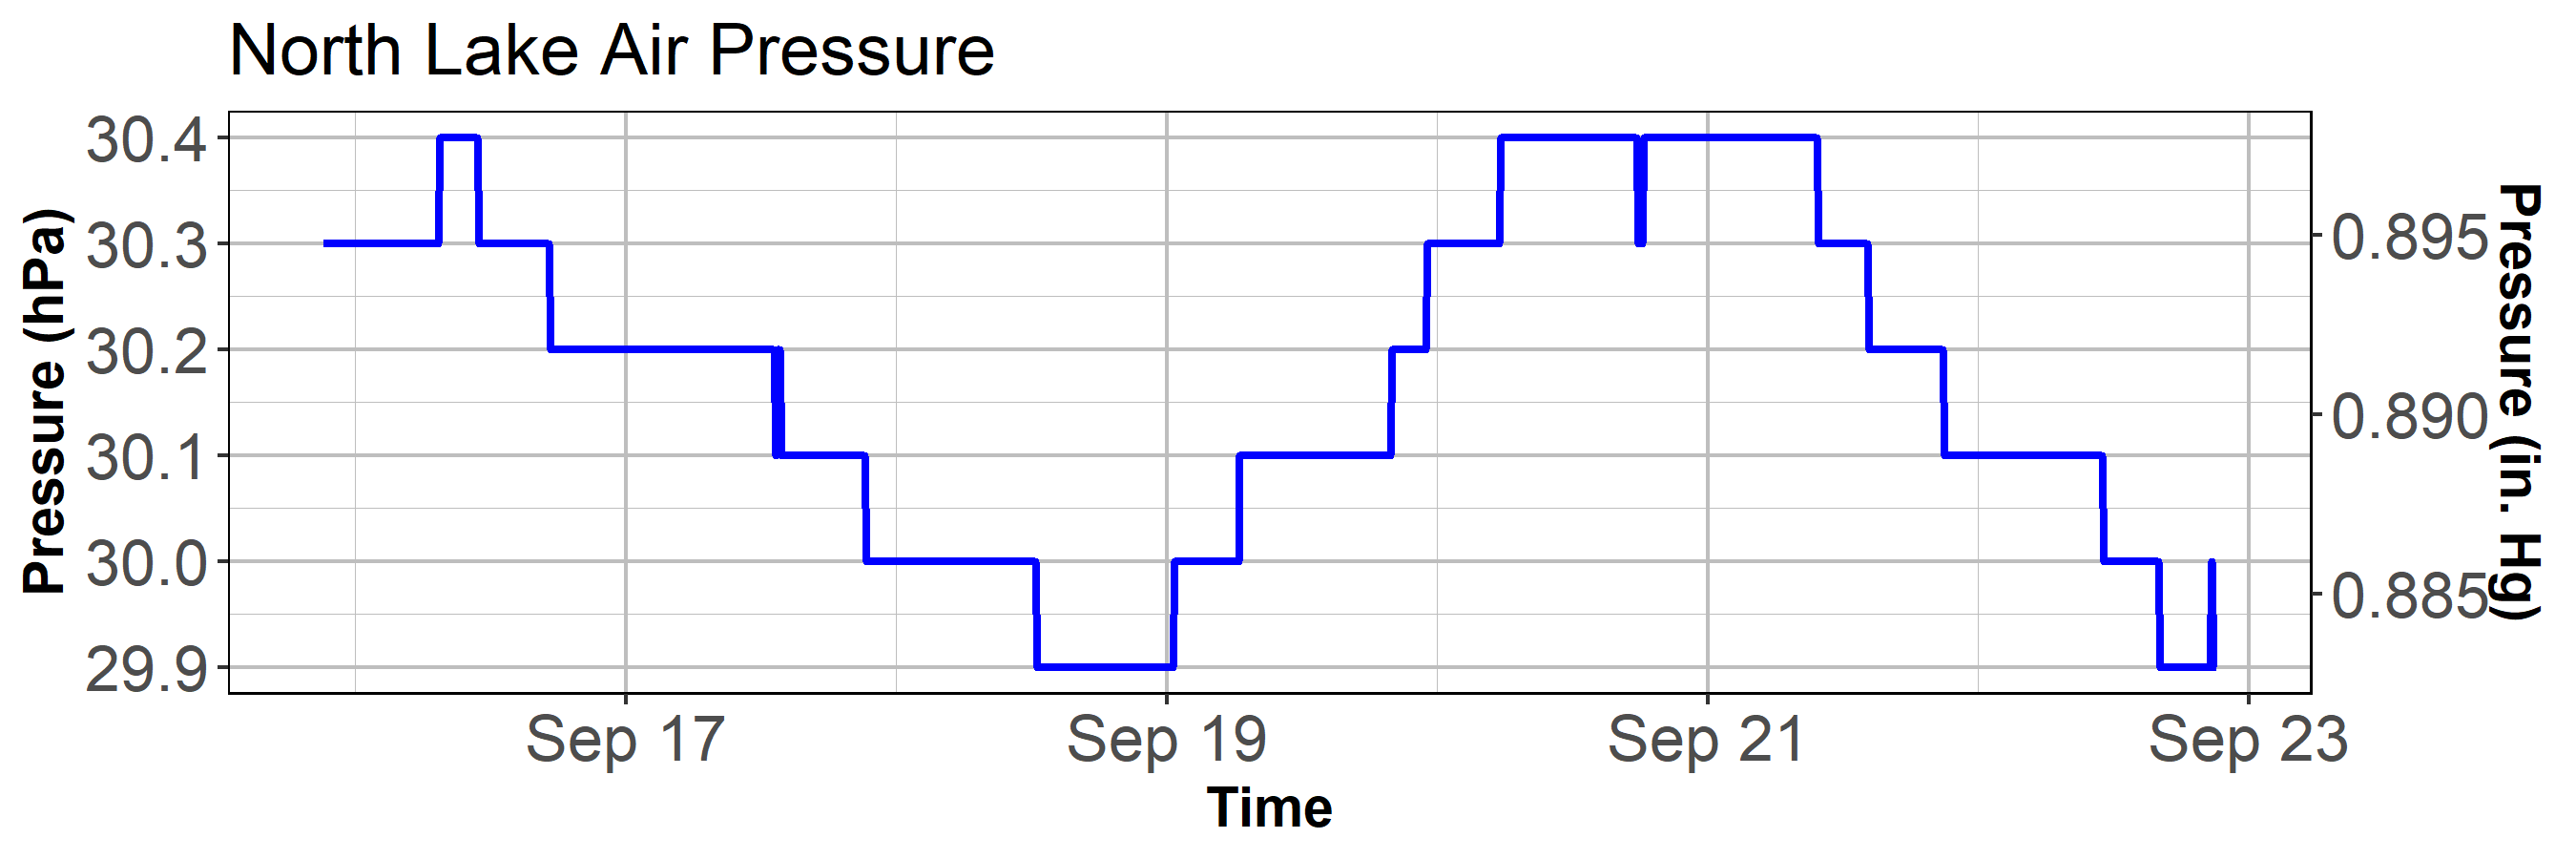 North Lake Air Pressure
Pressure (hPa)
30.4
30.3
30.2
30.1
30.0
29.9
0.895
0.890
0.885
Pressure (in. Hg)
Sep 17
Sep 19
Sep 21
Sep 23
Time